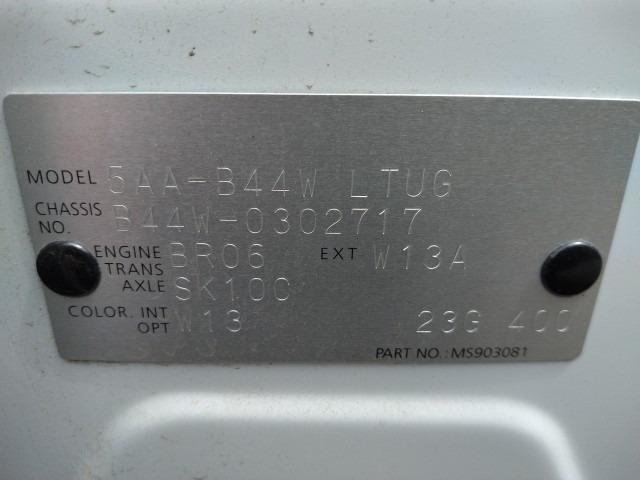 MODEL 5AA-B44W LTUG
CHASSIS NO. B44W-0302717
ENGINE BR06 EXT W13A
TRANS AXLE SK10C
COLOR. INT OPT W13 23G 400
PART NO.: MS903081